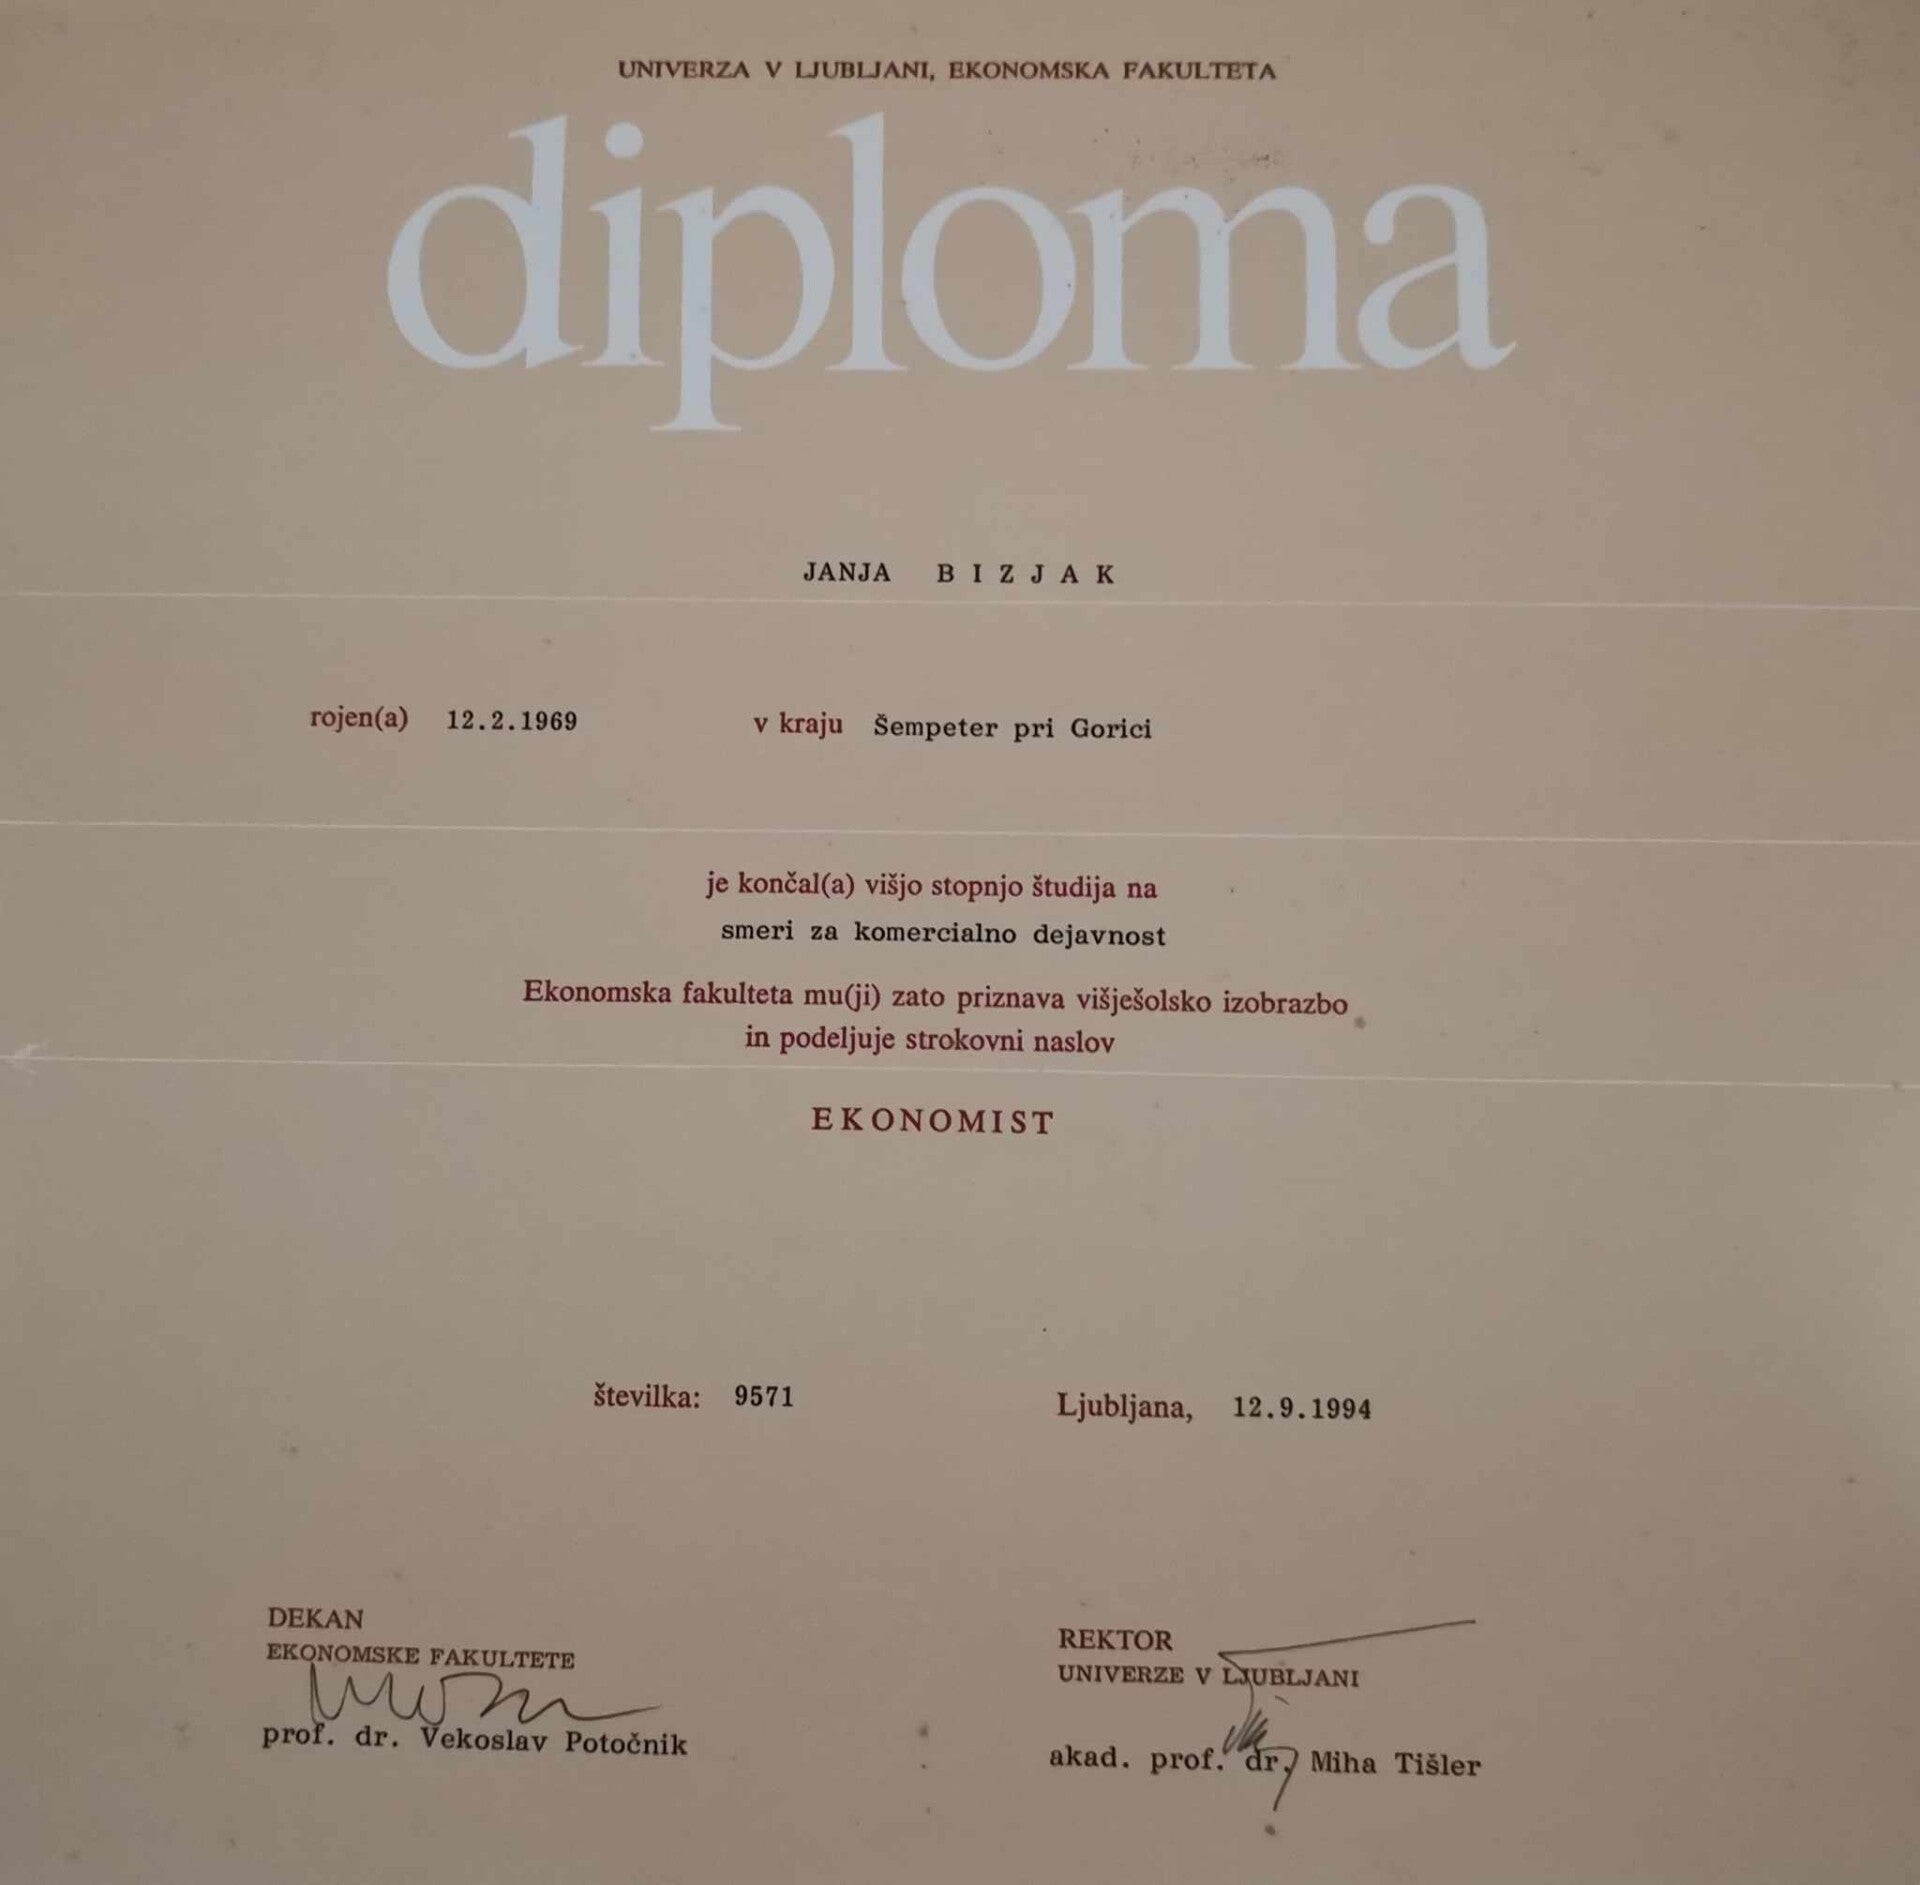 UNIVERZA V LJUBLJANI, EKONOMSKA FAKULTETA
diploma
JANJA B I Z J A K
rojen(a) 12.2.1969 v kraju Šempeter pri Gorici
je končal(a) višjo stopnjo študija na
smeri za komercialno dejavnost
Ekonomska fakulteta mu(ji) zato priznava višješolsko izobrazbo
in podeljuje strokovni naslov
EKONOMIST
številka: 9571 Ljubljana, 12.9.1994
DEKAN
EKONOMSKE FAKULTETE
prof. dr. Vekoslav Potočnik
REKTOR
UNIVERZE V LJUBLJANI
akad. prof. dr. Miha Tišler